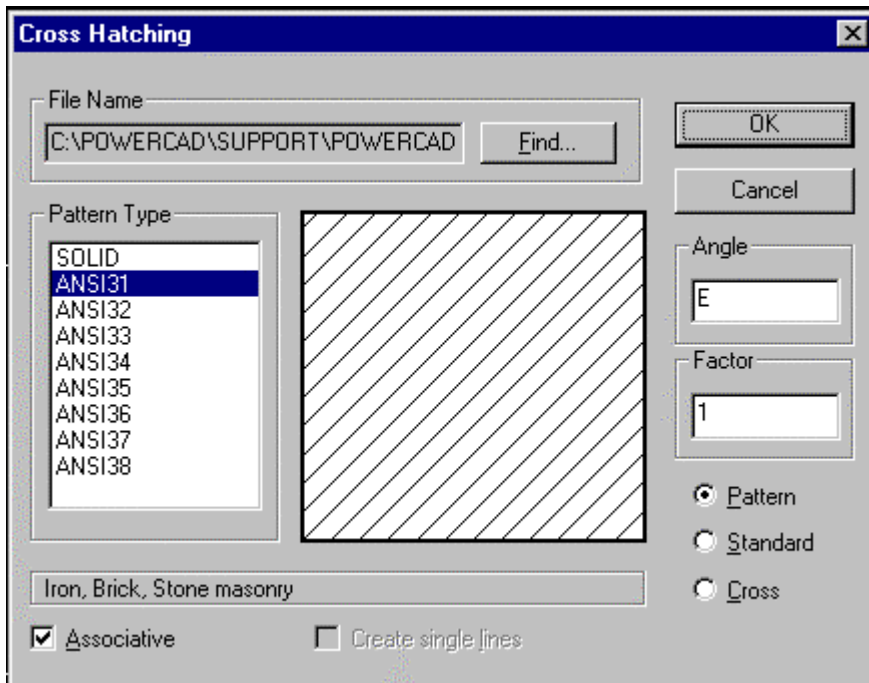 Cross Hatching
File Name
C:\POWERCAD\SUPPORT\POWERCAD
Find...
OK
Cancel
Pattern Type
SOLID
ANSI31
ANSI32
ANSI33
ANSI34
ANSI35
ANSI36
ANSI37
ANSI38
Angle
E
Factor
1
Pattern
Standard
Cross
Iron, Brick, Stone masonry
Associative
Create single lines